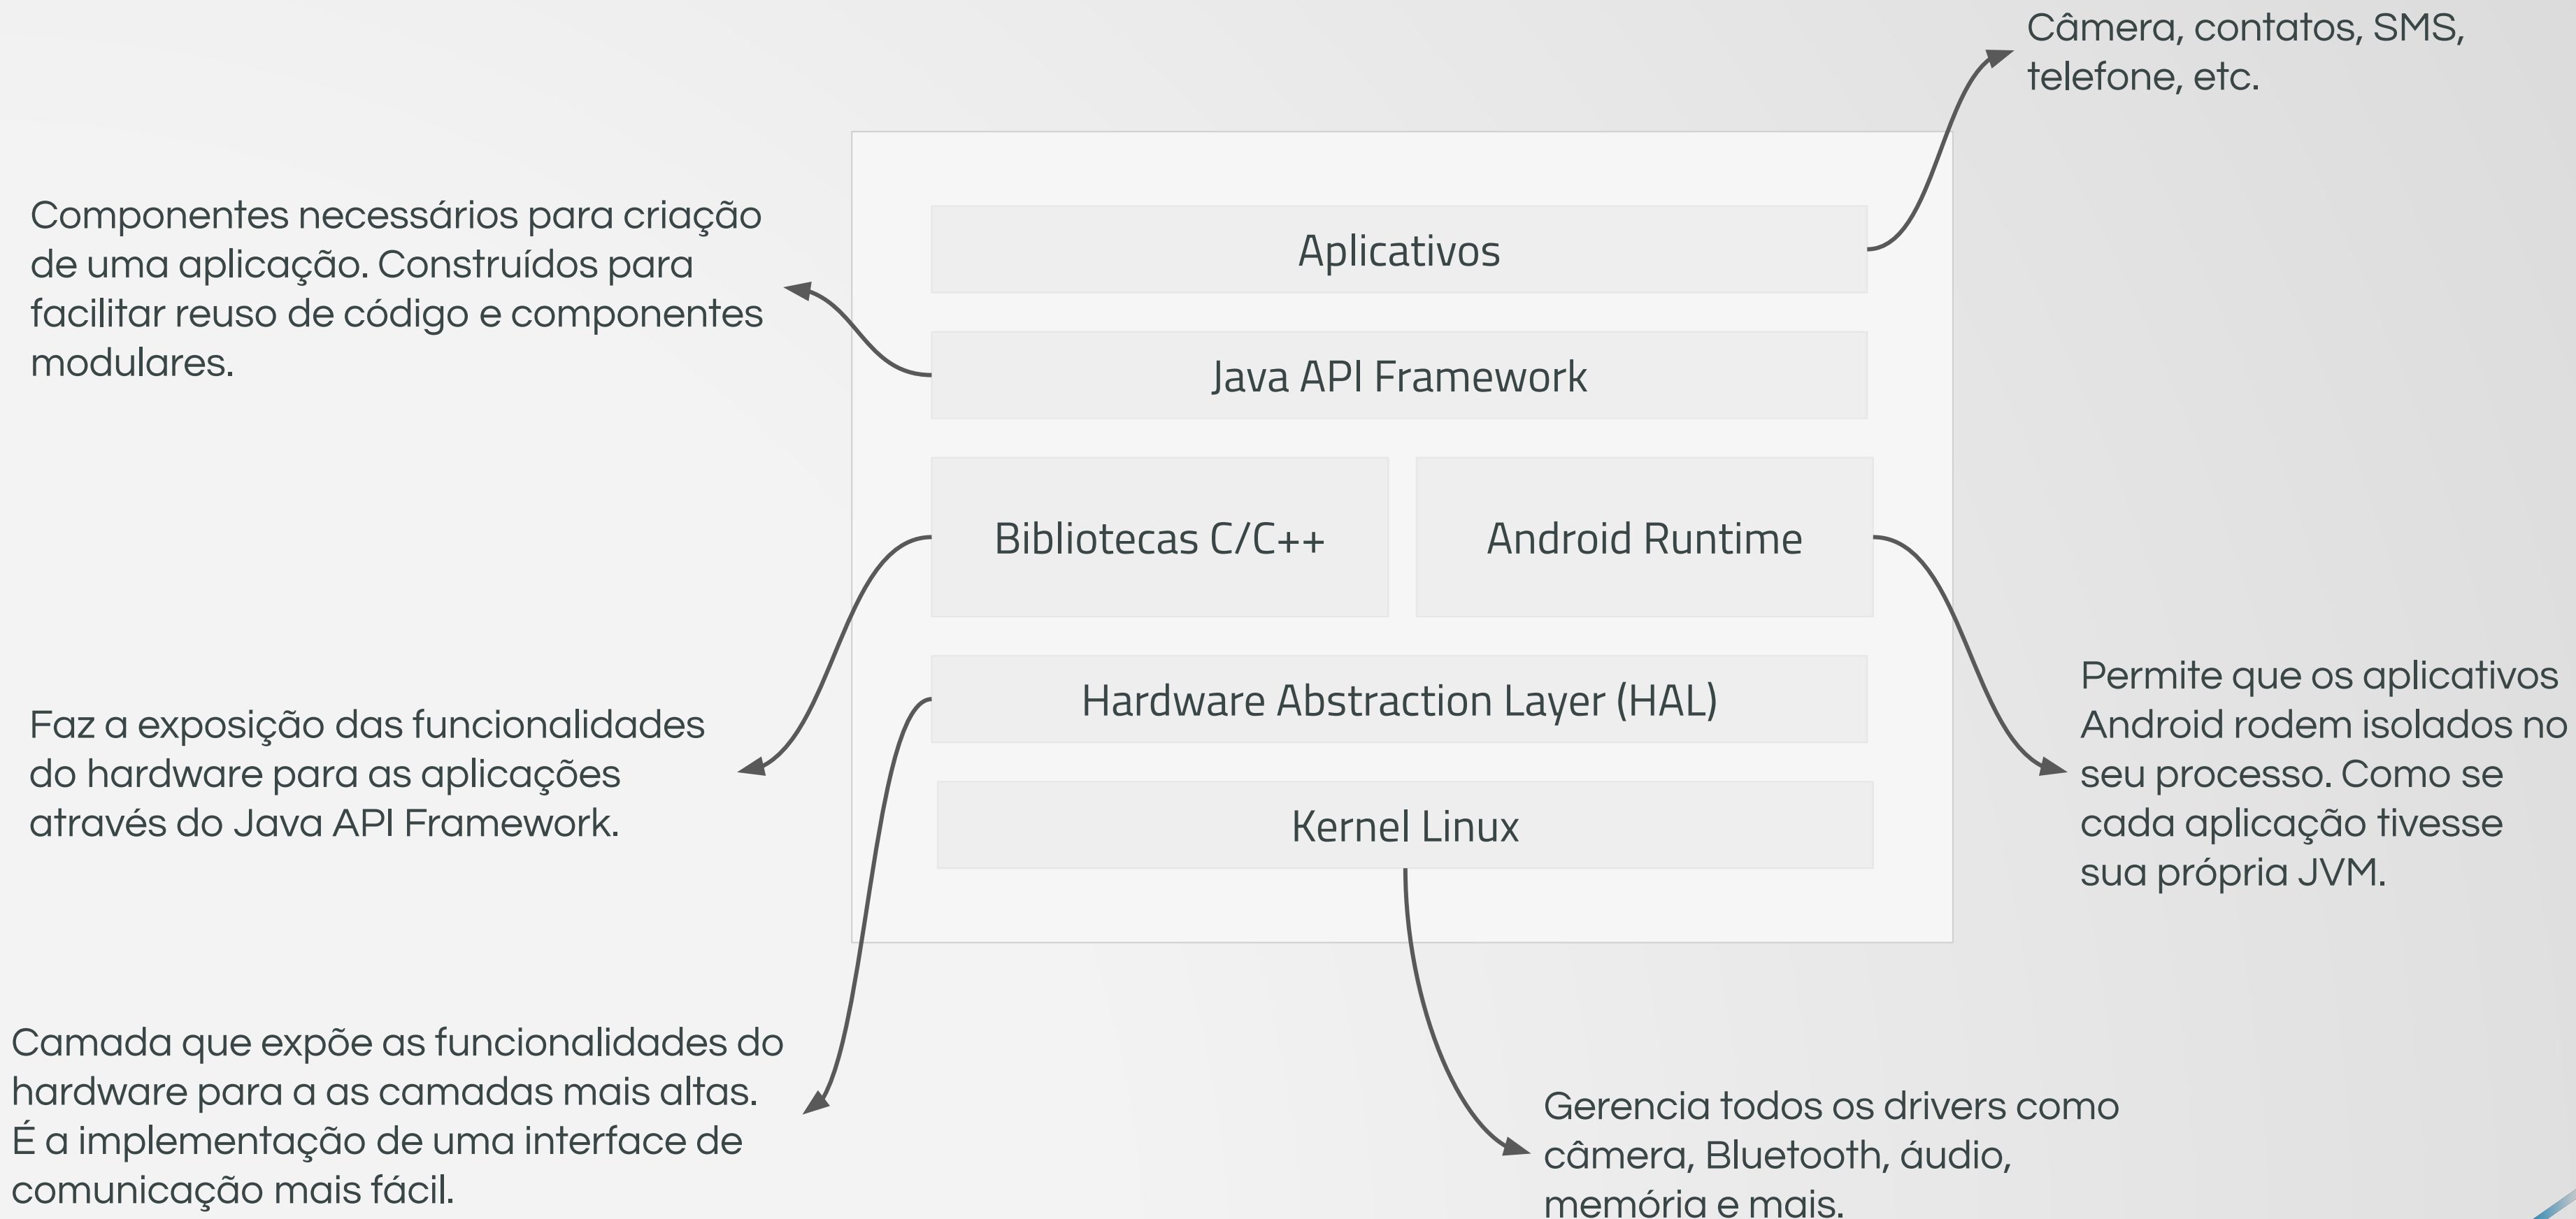 Câmera, contatos, SMS,
telefone, etc.
Componentes necessários para criação
de uma aplicação. Construídos para
facilitar reuso de código e componentes
modulares.
Aplicativos
Java API Framework
Bibliotecas C/C++
Android Runtime
Hardware Abstraction Layer (HAL)
Kernel Linux
Faz a exposição das funcionalidades
do hardware para as aplicações
através do Java API Framework.
Permite que os aplicativos
Android rodem isolados no
seu processo. Como se
cada aplicação tivesse
sua própria JVM.
Camada que expõe as funcionalidades do
hardware para a as camadas mais altas.
É a implementação de uma interface de
comunicação mais fácil.
Gerencia todos os drivers como
câmera, Bluetooth, áudio,
memória e mais.